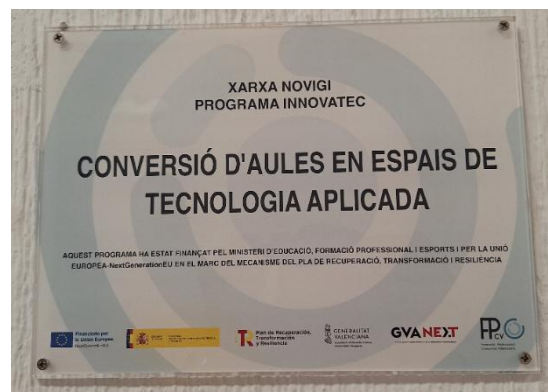 XARXA NOVIGI
PROGRAMA INNOVATEC
CONVERSIÓ D'AULES EN ESPAIS DE
TECNOLOGIA APLICADA
AQUEST PROGRAMA HA ESTAT FINANÇAT PEL MINISTERI D'EDUCACIÓ, FORMACIÓ PROFESSIONAL I ESPORTS I PER LA UNIÓ
EUROPEA-NextGenerationEU EN EL MARC DEL MECANISME DEL PLA DE RECUPERACIÓ, TRANSFORMACIÓ I RESILIÈNCIA
Financiado por
la Unión Europea
NextGenerationEU
Plan de Recuperación,
Transformación
y Resiliencia
GENERALITAT
VALENCIANA
GVANEXT
FPCV